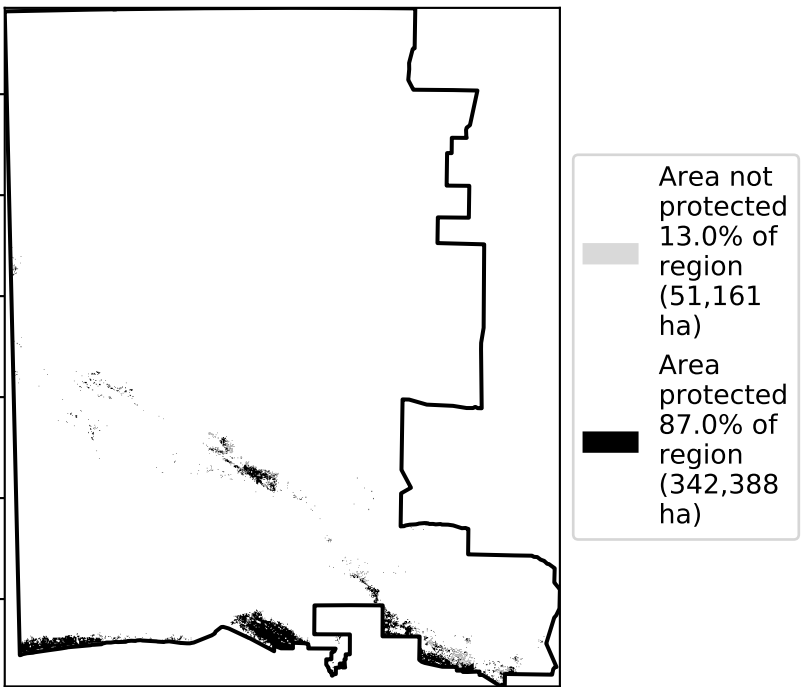 Area not
protected
13.0% of
region
(51,161
ha)
Area
protected
87.0% of
region
(342,388
ha)